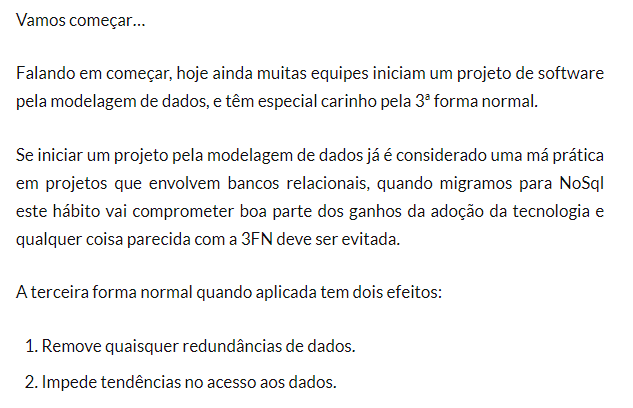 Vamos começar...
Falando em começar, hoje ainda muitas equipes iniciam um projeto de software
pela modelagem de dados, e têm especial carinho pela 3ª forma normal.
Se iniciar um projeto pela modelagem de dados já é considerado uma má prática
em projetos que envolvem bancos relacionais, quando migramos para NoSql
este hábito vai comprometer boa parte dos ganhos da adoção da tecnologia e
qualquer coisa parecida com a 3FN deve ser evitada.
A terceira forma normal quando aplicada tem dois efeitos:
1. Remove quaisquer redundâncias de dados.
2. Impede tendências no acesso aos dados.